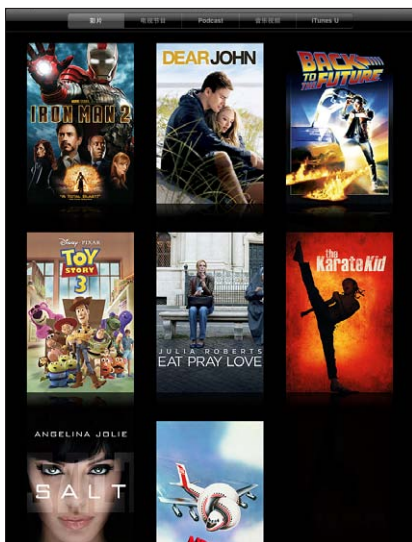 影片
电视节目
Podcast
音乐视频
iTunes U
IRON MAN 2
DEAR JOHN
BACK
TO THE FUTURE
Disney · PIXAR
TOY
STORY
3
JULIA ROBERTS
EAT PRAY LOVE
the
Karate Kid
ANGELINA JOLIE
SALT